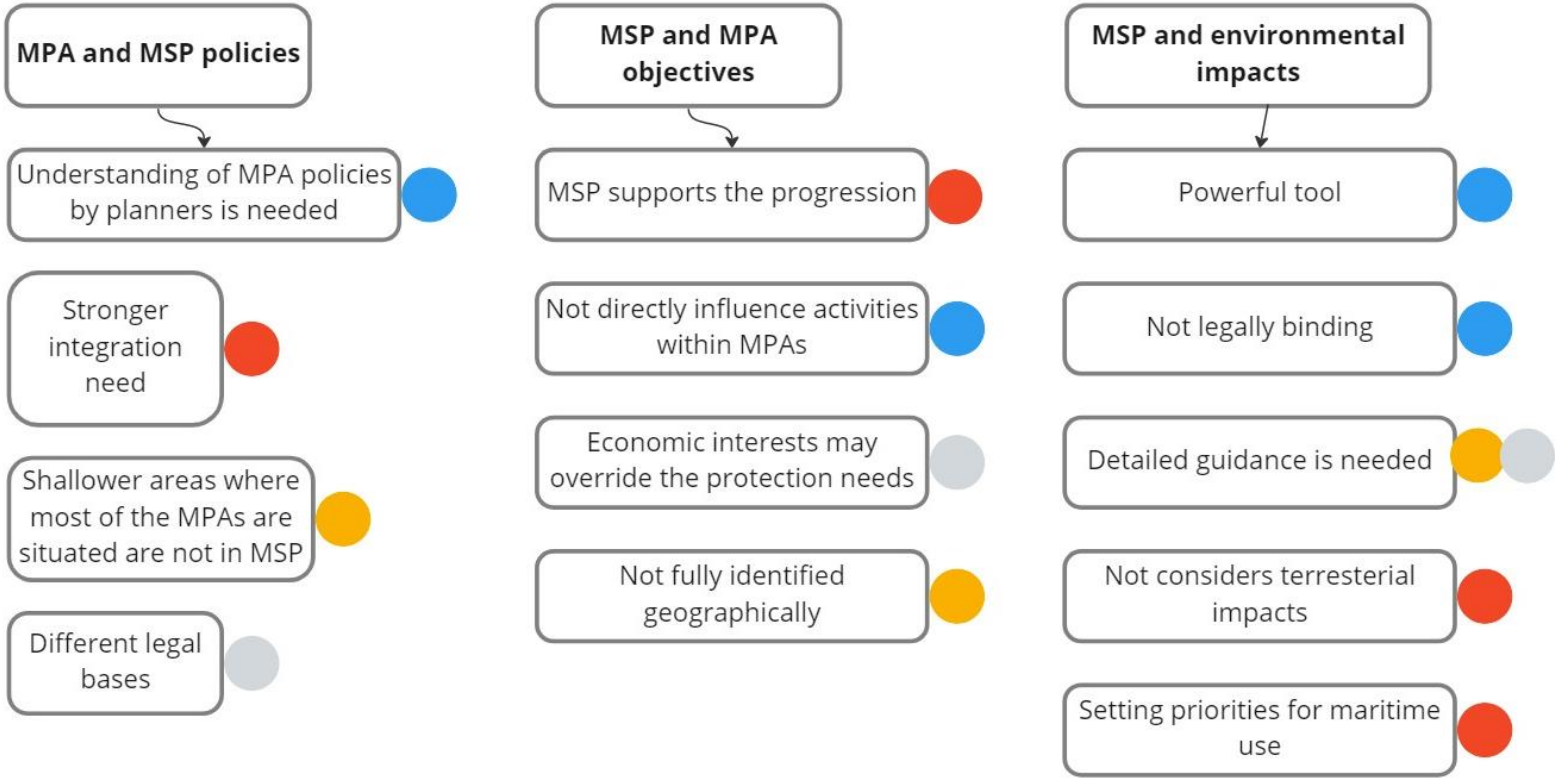 MPA and MSP policies
Understanding of MPA policies
by planners is needed
Stronger
integration
need
Shallower areas where
most of the MPAs are
situated are not in MSP
Different legal
bases
MSP and MPA
objectives
MSP supports the progression
Not directly influence activities
within MPAs
Economic interests may
override the protection needs
Not fully identified
geographically
MSP and environmental
impacts
Powerful tool
Not legally binding
Detailed guidance is needed
Not considers terresterial
impacts
Setting priorities for maritime
use